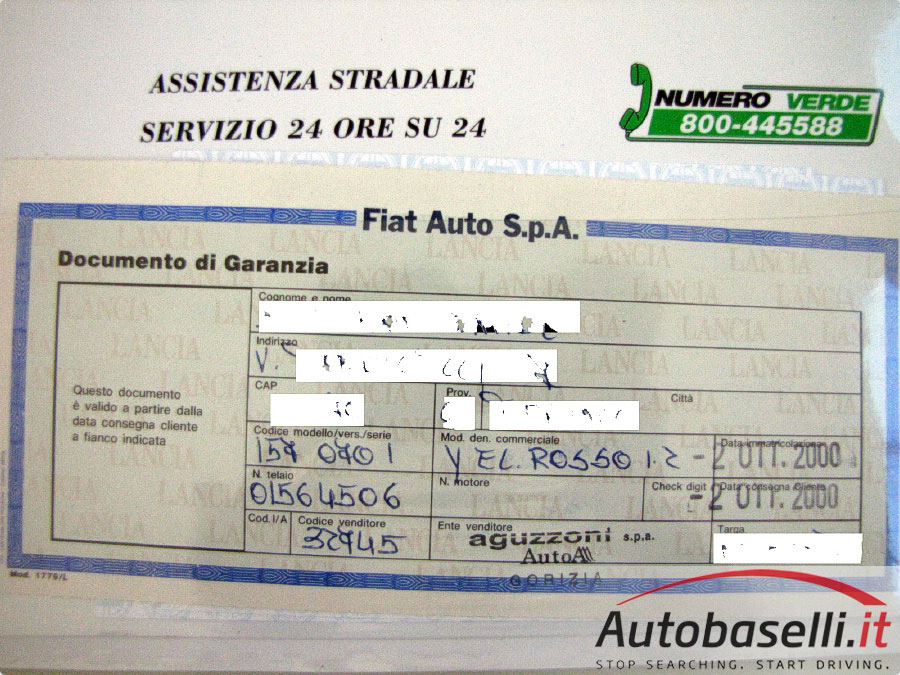 ASSISTENZA STRADALE
SERVIZIO 24 ORE SU 24
NUMERO VERDE
800-445588
Fiat Auto S.p.A.
Documento di Garanzia
Questo documento
è valido a partire dalla
data consegna cliente
a fianco indicata
Cognome e nome
Indirizzo
V.
CAP
Prov.
Città
Codice modello/vers./serie
Mod. den. commerciale
Data immatricolazione
Y EL. ROSSO 1.2
- 2 OTT. 2000
N. telaio
N. motore
Check digit
Data consegna Cliente
01564506
- 2 OTT. 2000
Cod. I/A
Codice venditore
Ente venditore
Targa
32945
aguzzoni s.p.a.
GORIZIA
Mod. 1779/L
LANCIA
Autobaselli.it
STOP SEARCHING. START DRIVING.